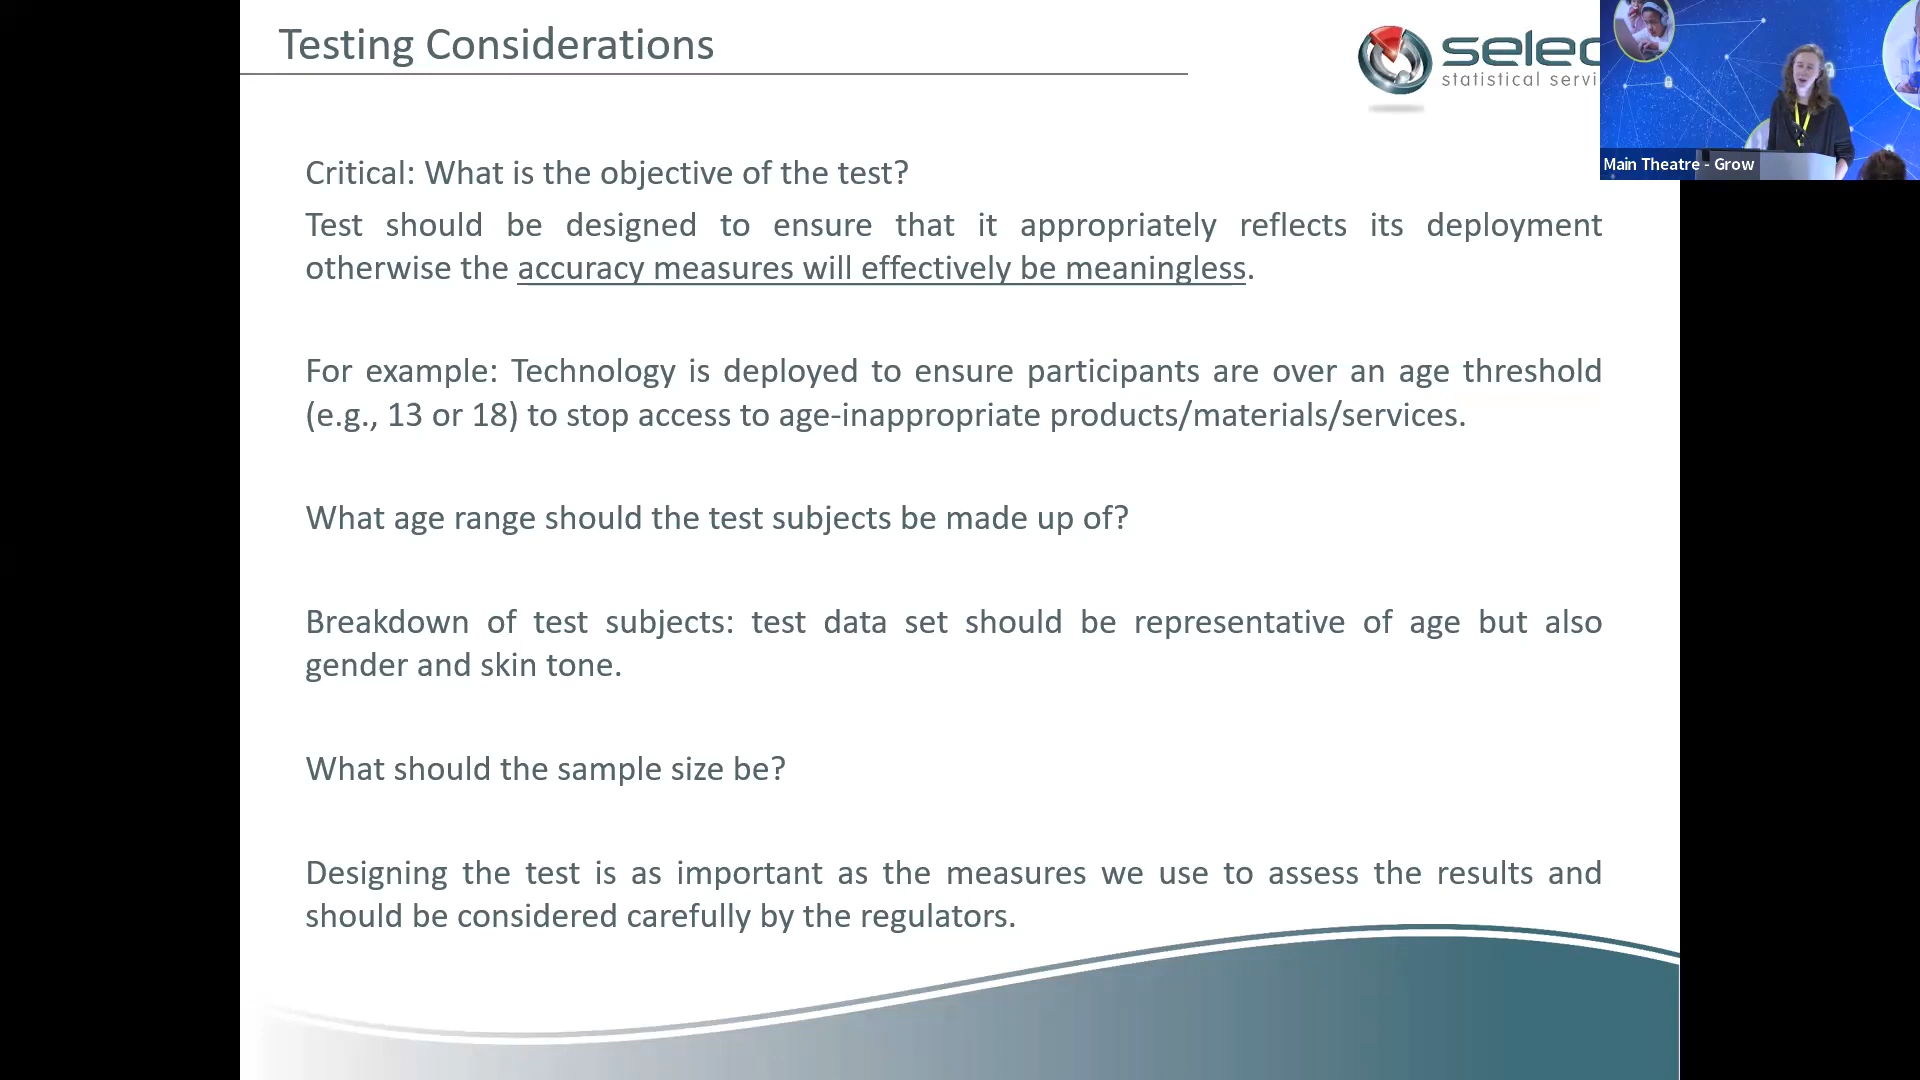 Testing Considerations
selec
statistical servi
Main Theatre - Grow
Critical: What is the objective of the test?
Test should be designed to ensure that it appropriately reflects its deployment
otherwise the accuracy measures will effectively be meaningless.
For example: Technology is deployed to ensure participants are over an age threshold
(e.g., 13 or 18) to stop access to age-inappropriate products/materials/services.
What age range should the test subjects be made up of?
Breakdown of test subjects: test data set should be representative of age but also
gender and skin tone.
What should the sample size be?
Designing the test is as important as the measures we use to assess the results and
should be considered carefully by the regulators.